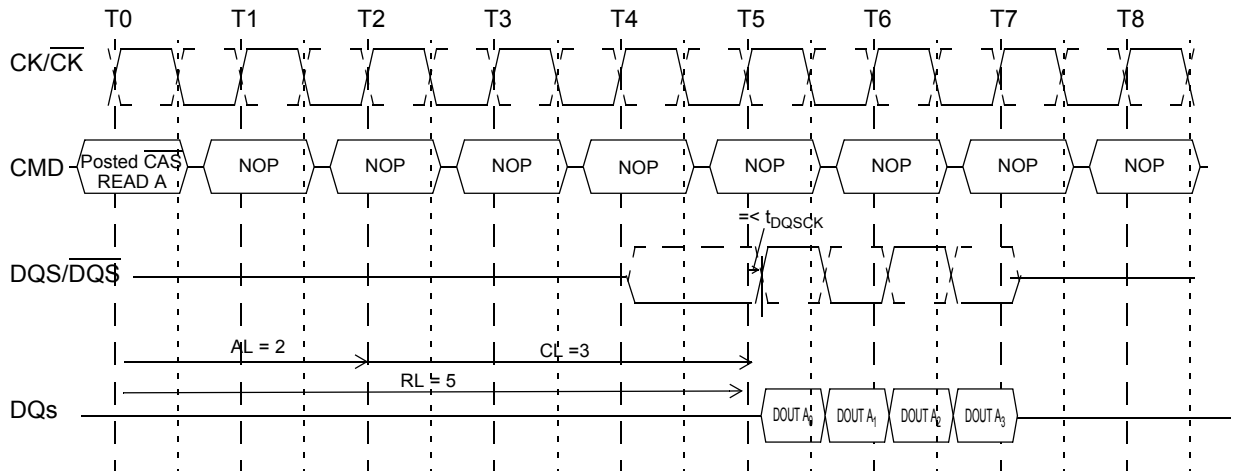 T0 T1 T2 T3 T4 T5 T6 T7 T8
CK/CK
CMD Posted CAS READ A NOP NOP NOP NOP NOP NOP NOP NOP
=< tDQSCK
DQS/DQS
AL = 2 CL =3
RL = 5
DQs DOUT A0 DOUT A1 DOUT A2 DOUT A3